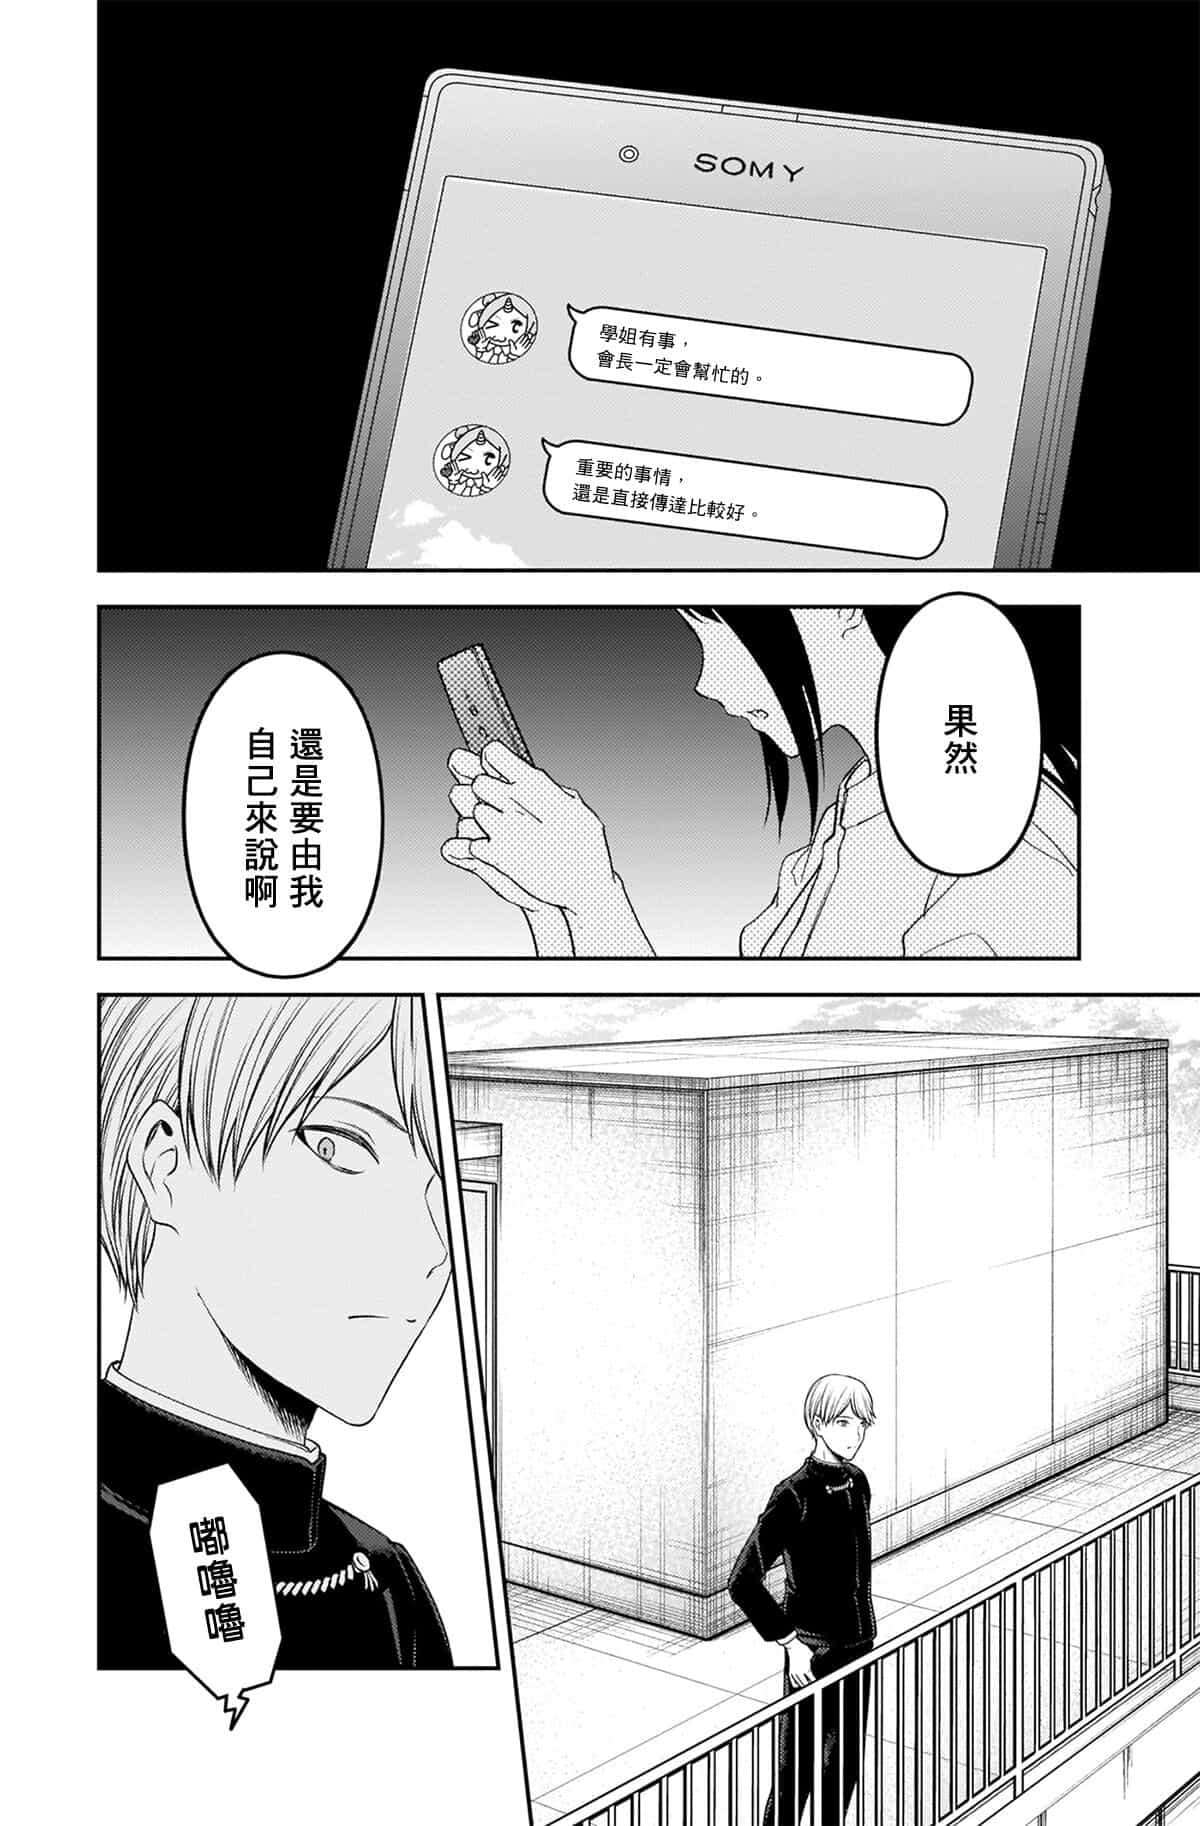 SOMY
學姐有事，
會長一定會幫忙的。
重要的事情，
還是直接傳達比較好。
果然
還是要由我
自己來說啊
嘟嚕嚕